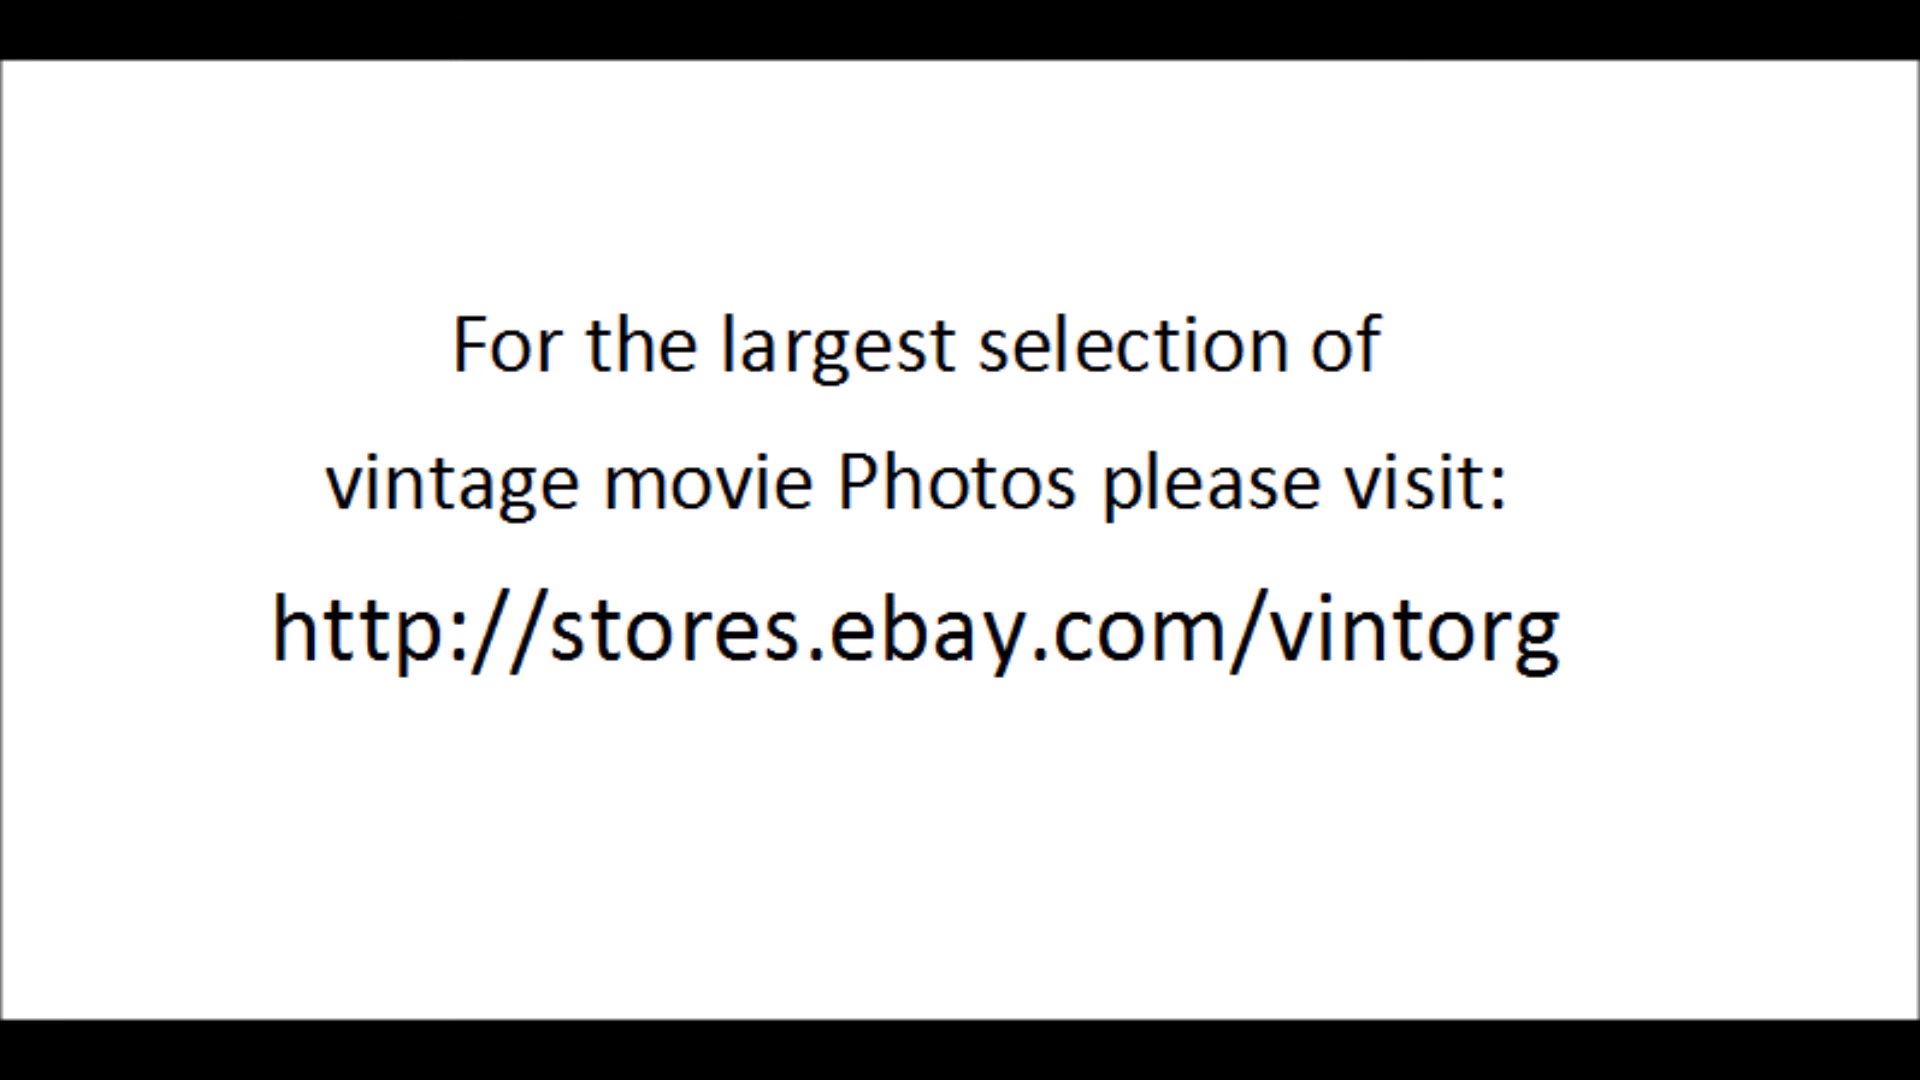 For the largest selection of
vintage movie Photos please visit:
http://stores.ebay.com/vintorg